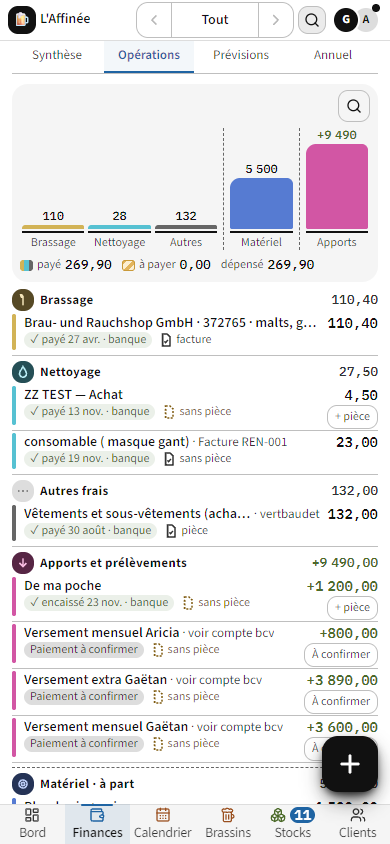 L'Affinée
Tout
G
A
Synthèse
Opérations
Prévisions
Annuel
110
28
132
5 500
+9 490
Brassage
Nettoyage
Autres
Matériel
Apports
payé 269,90
à payer 0,00
dépensé 269,90
Brassage 110,40
Brau- und Rauchshop GmbH · 372765 · malts, g... 110,40
✓ payé 27 avr. · banque facture
Nettoyage 27,50
ZZ TEST — Achat 4,50
✓ payé 13 nov. · banque sans pièce + pièce
consomable ( masque gant) · Facture REN-001 23,00
✓ payé 19 nov. · banque sans pièce
Autres frais 132,00
Vêtements et sous-vêtements (acha... · vertbaudet 132,00
✓ payé 30 août · banque pièce
Apports et prélèvements +9 490,00
De ma poche +1 200,00
✓ encaissé 23 nov. · banque sans pièce + pièce
Versement mensuel Aricia · voir compte bcv +800,00
Paiement à confirmer sans pièce À confirmer
Versement extra Gaëtan · voir compte bcv +3 890,00
Paiement à confirmer sans pièce À confirmer
Versement mensuel Gaëtan · voir compte bcv +3 600,00
Paiement à confirmer sans pièce
Matériel · à part
Bord
Finances
Calendrier
Brassins
Stocks 11
Clients